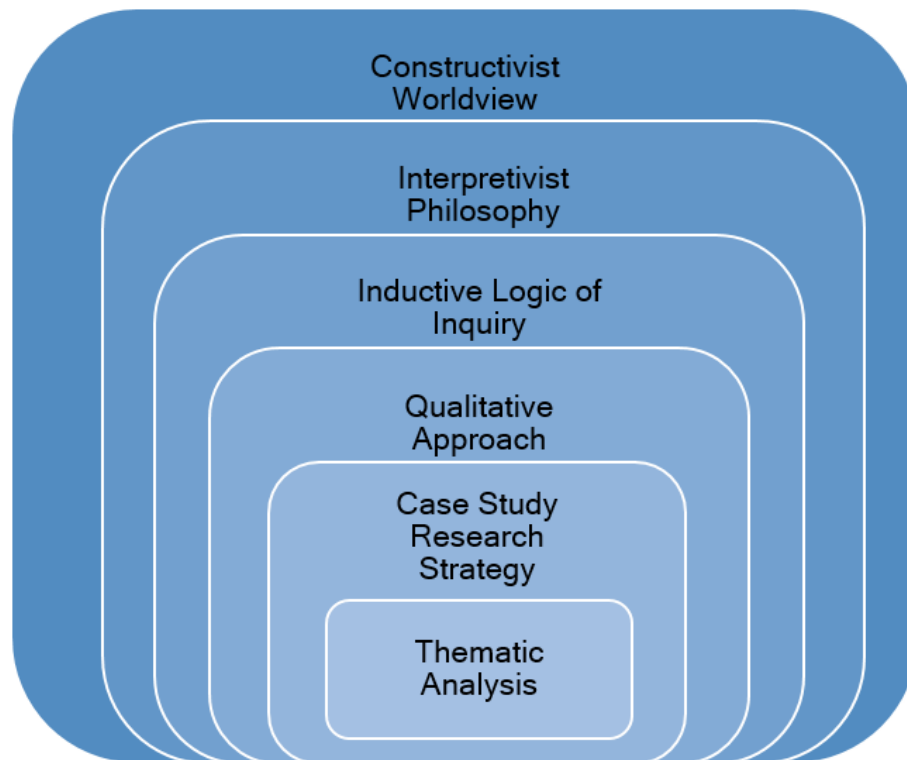 Constructivist
Worldview
Interpretivist
Philosophy
Inductive Logic of
Inquiry
Qualitative
Approach
Case Study
Research
Strategy
Thematic
Analysis